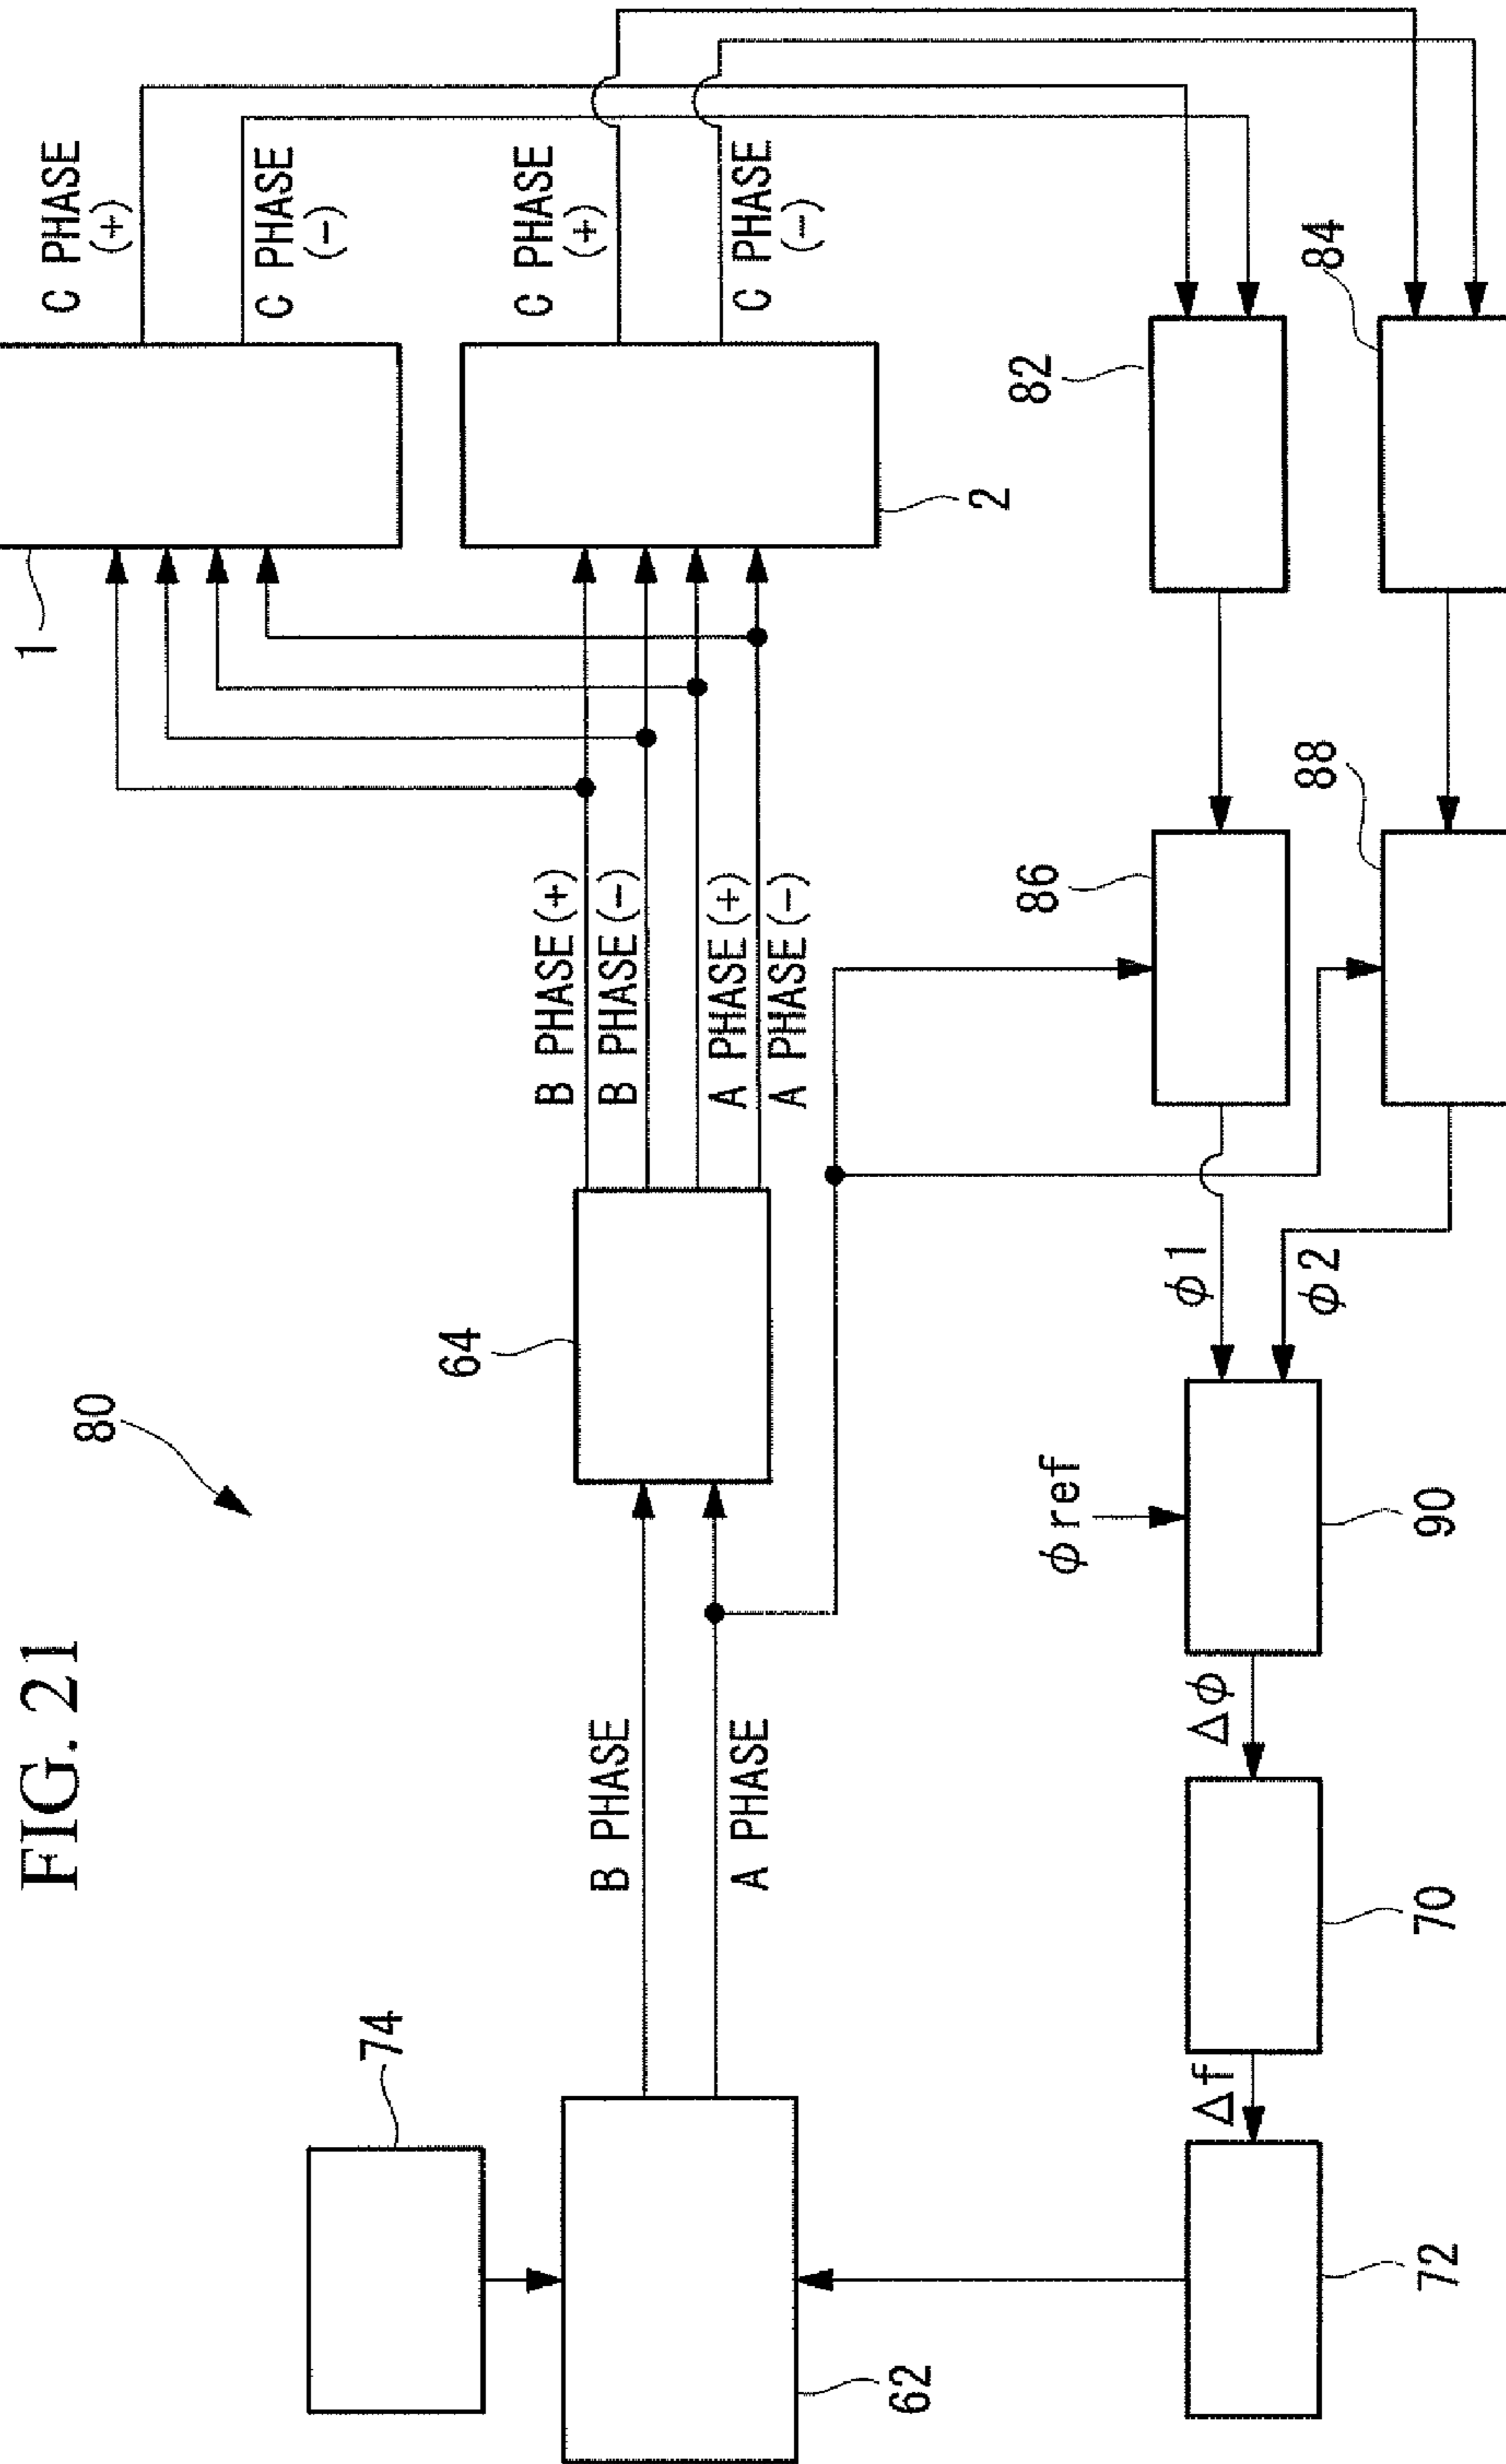 FIG. 21
80
74
62
B PHASE
A PHASE
64
B PHASE(+)
B PHASE(-)
A PHASE(+)
A PHASE(-)
1
2
C PHASE
(+)
C PHASE
(-)
C PHASE
(+)
C PHASE
(-)
82
84
86
88
φ1
φ2
φref
90
Δφ
70
Δf
72